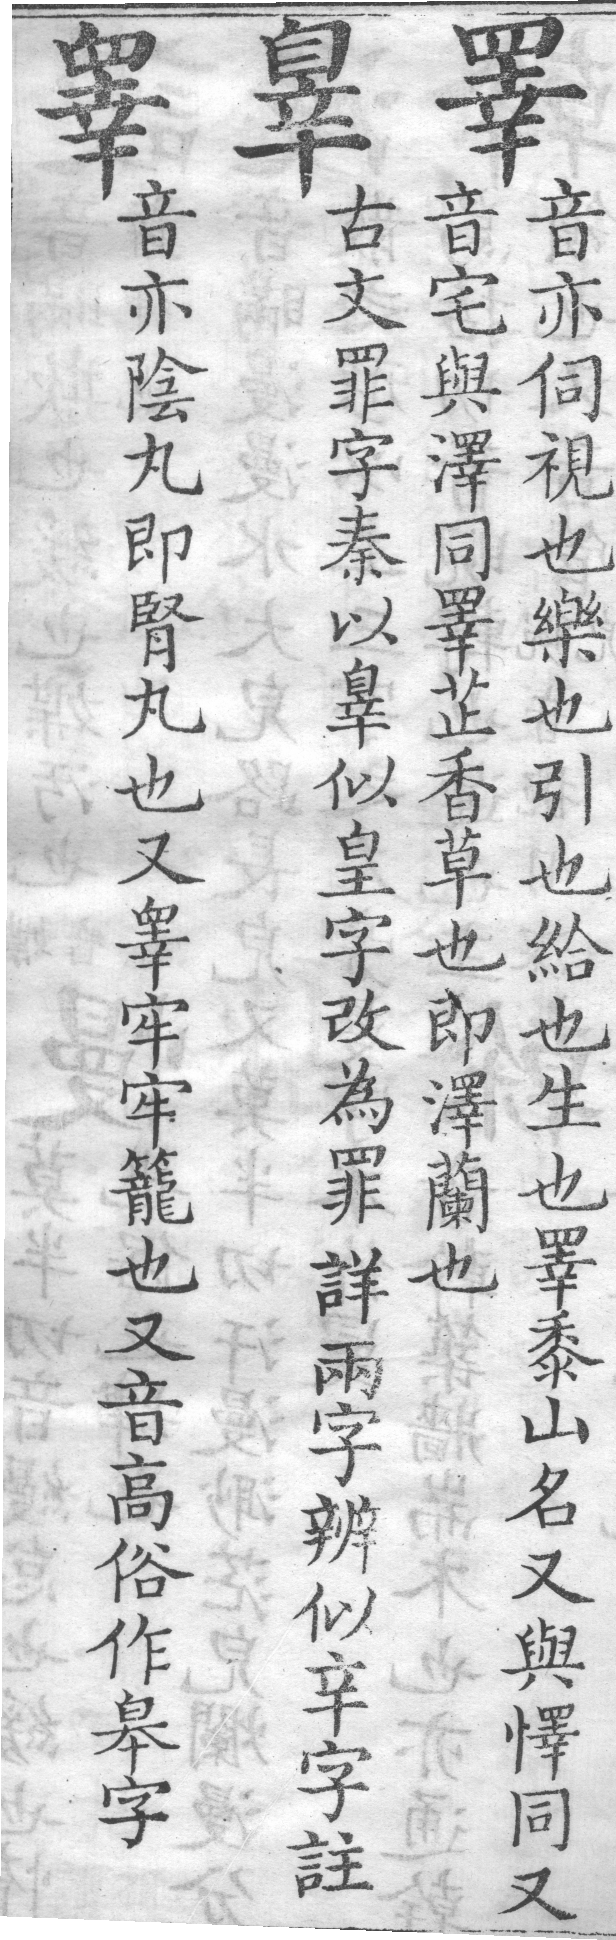 睪
音亦伺視也樂也引也給也生也睪黍山名又與懌同又
音宅與澤同睪芷香草也即澤蘭也
辠
古文罪字秦以辠似皇字改為罪詳兩字辨似辛字註
睾
音亦陰丸即腎丸也又睾牢牢籠也又音高俗作皋字